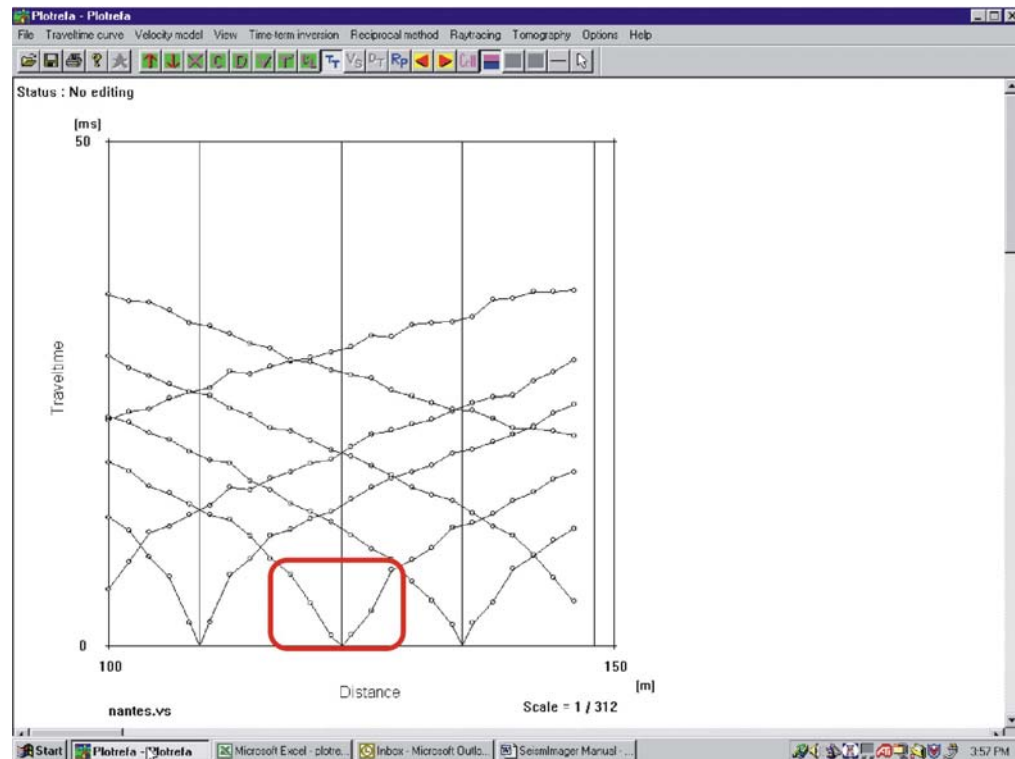 Plotrefa - Plotrefa
File Traveltime curve Velocity model View Time-term inversion Reciprocal method Raytracing Tomography Options Help
Status : No editing
[ms]
50
Traveltime
0
100
150
[m]
Distance
nantes.vs
Scale = 1 / 312
Start
Microsoft Excel - plotre...
Inbox - Microsoft Outlo...
SeisImager Manual - ...
3:57 PM